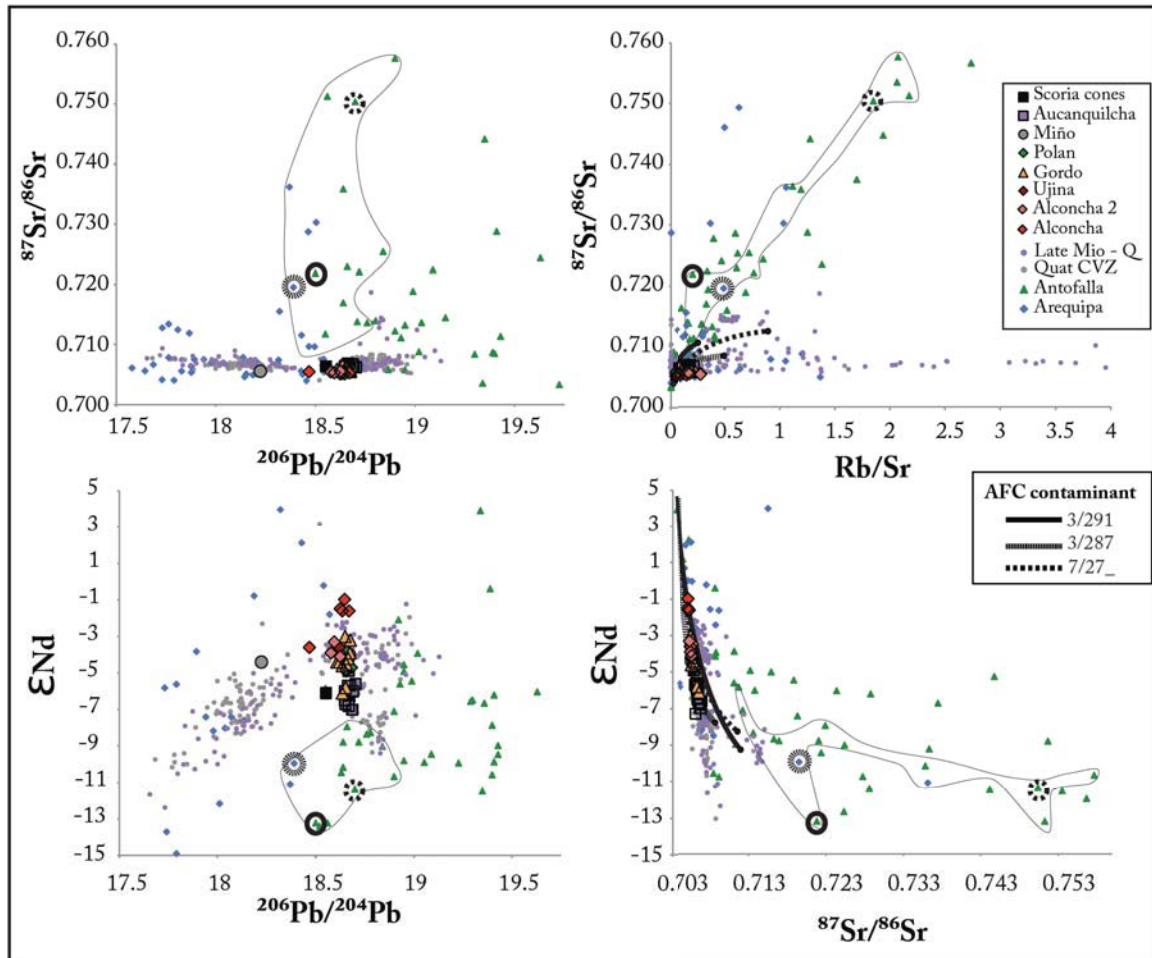 0.760
0.750
0.740
0.730
0.720
0.710
0.700
⁸⁷Sr/⁸⁶Sr
17.5 18 18.5 19 19.5
²⁰⁶Pb/²⁰⁴Pb
0.760
0.750
0.740
0.730
0.720
0.710
0.700
⁸⁷Sr/⁸⁶Sr
0 0.5 1 1.5 2 2.5 3 3.5 4
Rb/Sr
Scoria cones
Aucanquilcha
Miño
Polan
Gordo
Ujina
Alconcha 2
Alconcha
Late Mio - Q
Quat CVZ
Antofalla
Arequipa
5
3
1
-1
-3
-5
-7
-9
-11
-13
-15
εNd
17.5 18 18.5 19 19.5
²⁰⁶Pb/²⁰⁴Pb
5
3
1
-1
-3
-5
-7
-9
-11
-13
-15
εNd
0.703 0.713 0.723 0.733 0.743 0.753
⁸⁷Sr/⁸⁶Sr
AFC contaminant
3/291
3/287
7/27_